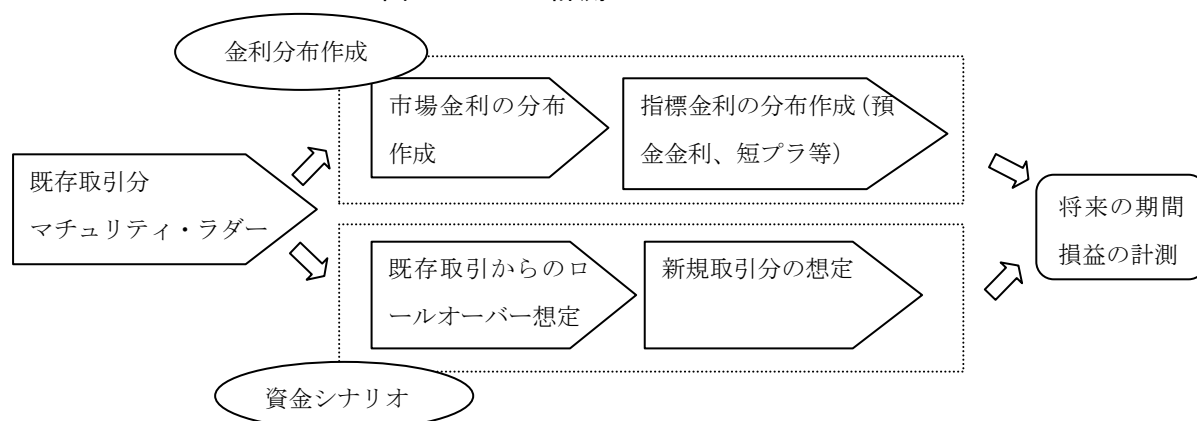 金利分布作成
市場金利の分布
作成
指標金利の分布作成（預
金金利、短プラ等）
既存取引分
マチュリティ・ラダー
将来の期間
損益の計測
既存取引からのロ
ールオーバー想定
新規取引分の想定
資金シナリオ